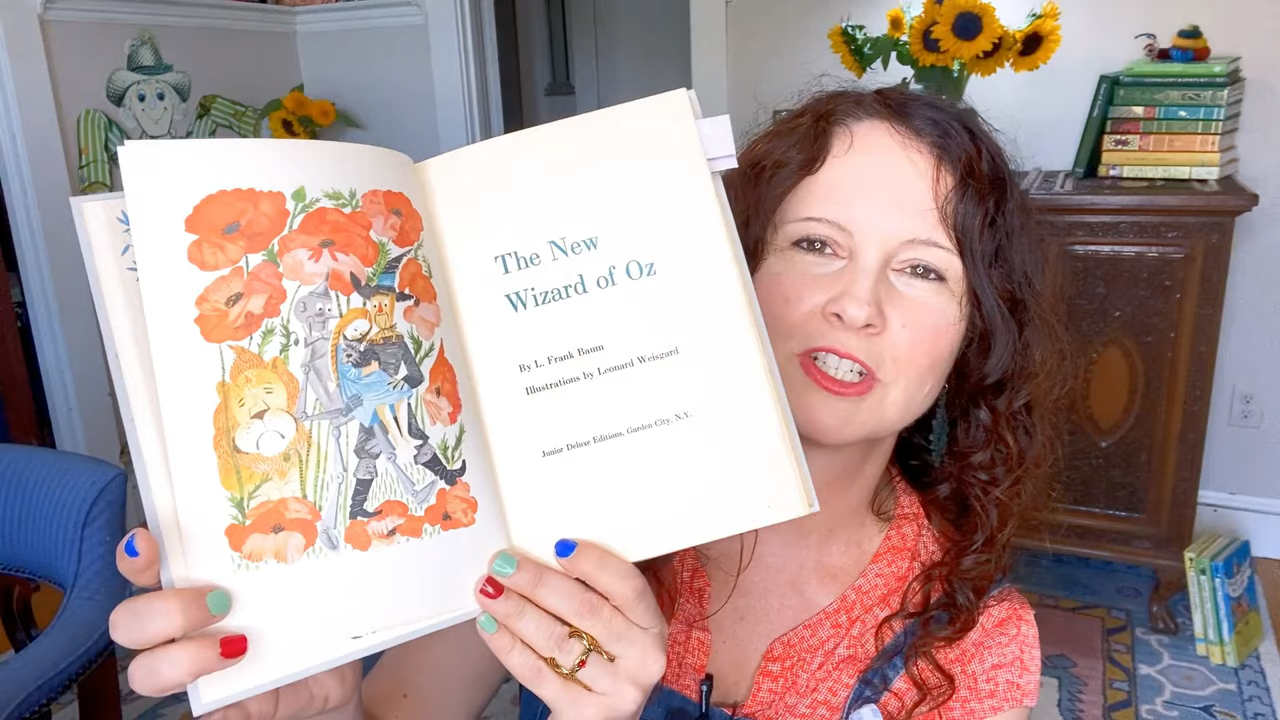 The New
Wizard of Oz
By L. Frank Baum
Illustrations by Leonard Weisgard
Junior Deluxe Editions, Garden City, N.Y.